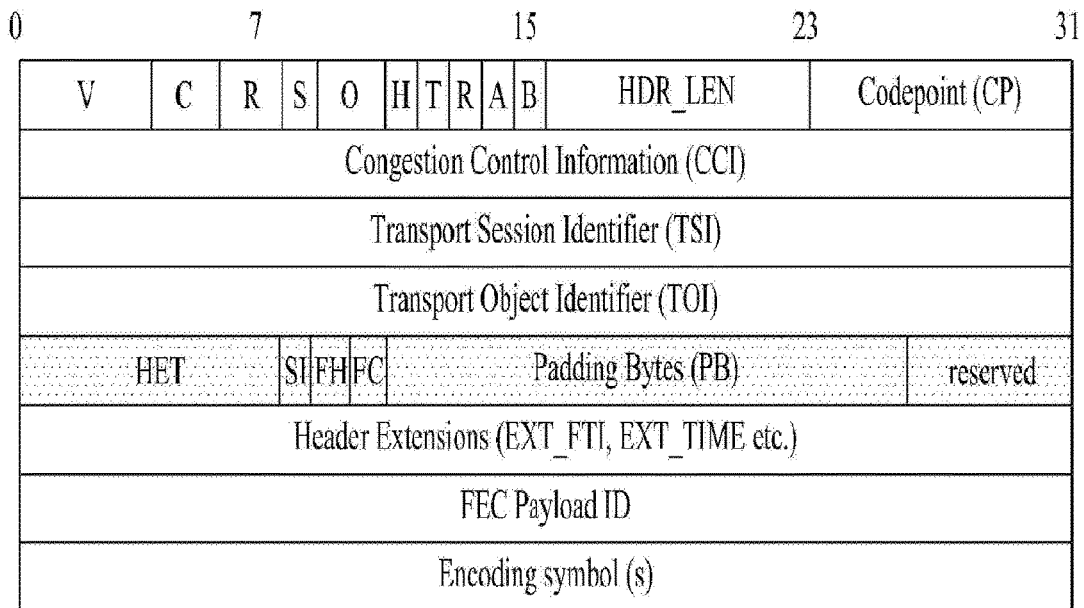 0 7 15 23 31
V C R S O H T R A B HDR_LEN Codepoint (CP)
Congestion Control Information (CCI)
Transport Session Identifier (TSI)
Transport Object Identifier (TOI)
HET SI FH FC Padding Bytes (PB) reserved
Header Extensions (EXT_FTI, EXT_TIME etc.)
FEC Payload ID
Encoding symbol (s)